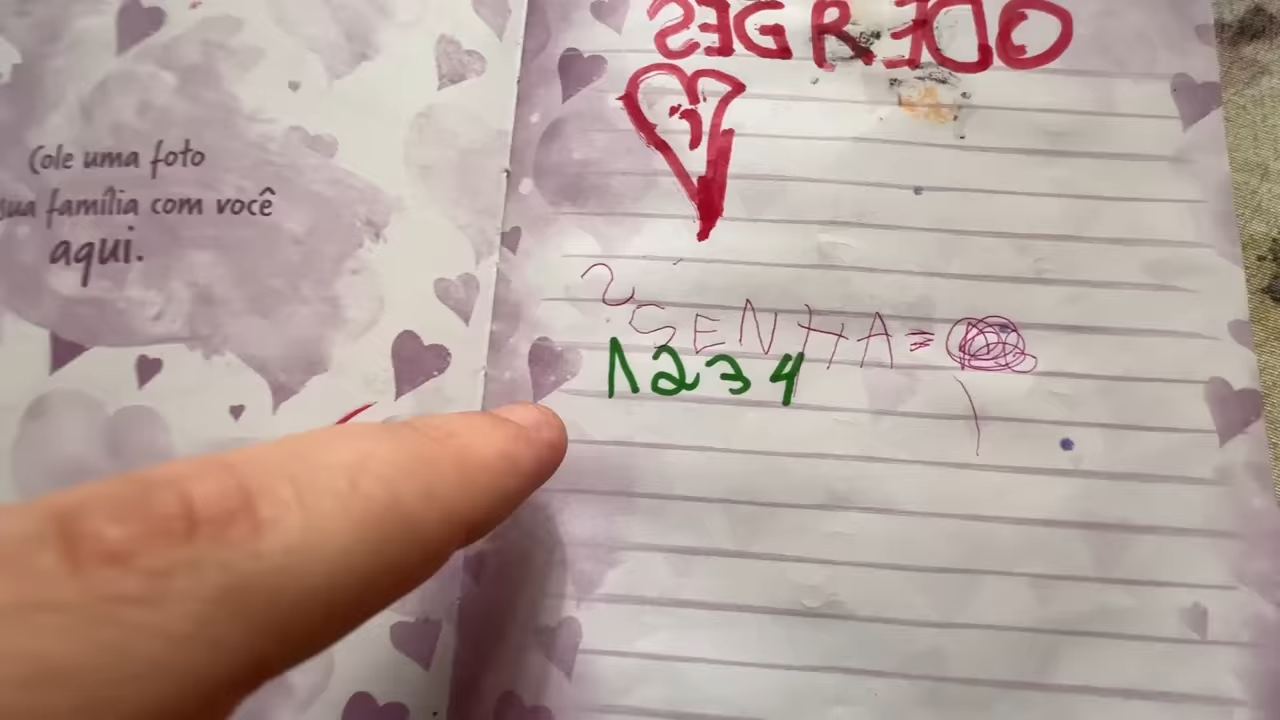 Cole uma foto
sua família com você
aqui.
SEGREDO
SENHA=
1234